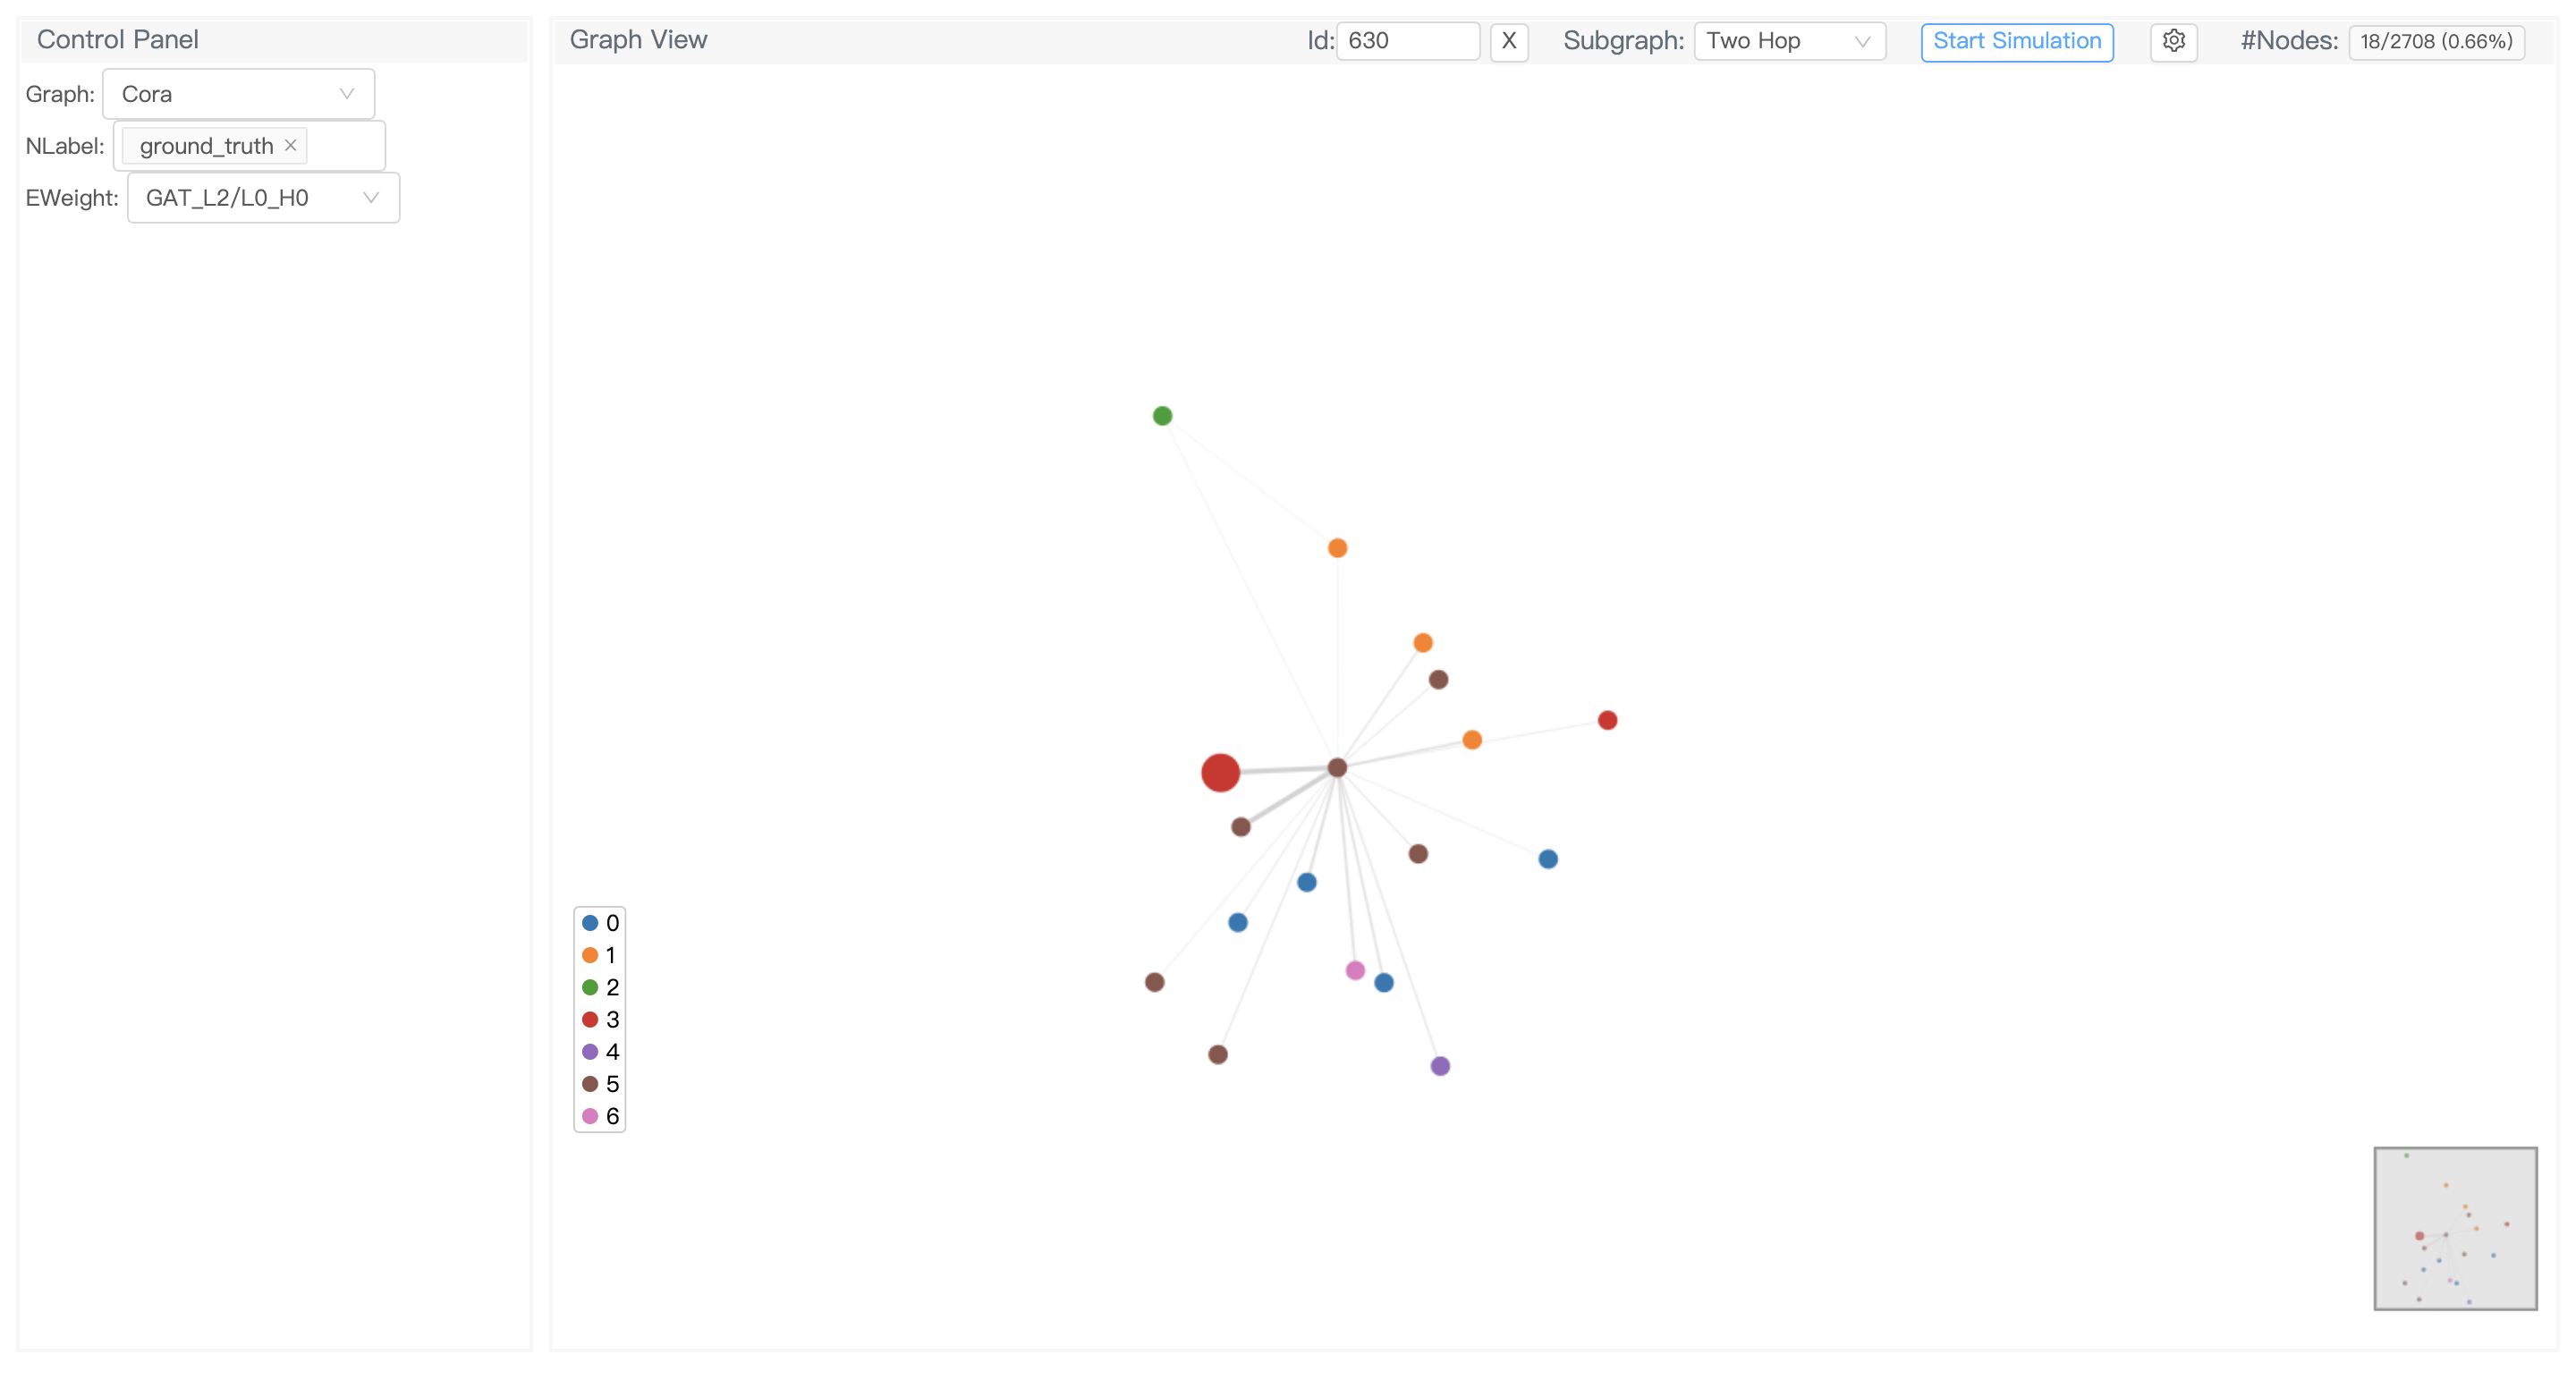 Control Panel
Graph: Cora
NLabel: ground_truth ×
EWeight: GAT_L2/L0_H0
Graph View Id: 630 X Subgraph: Two Hop Start Simulation #Nodes: 18/2708 (0.66%)
0
1
2
3
4
5
6